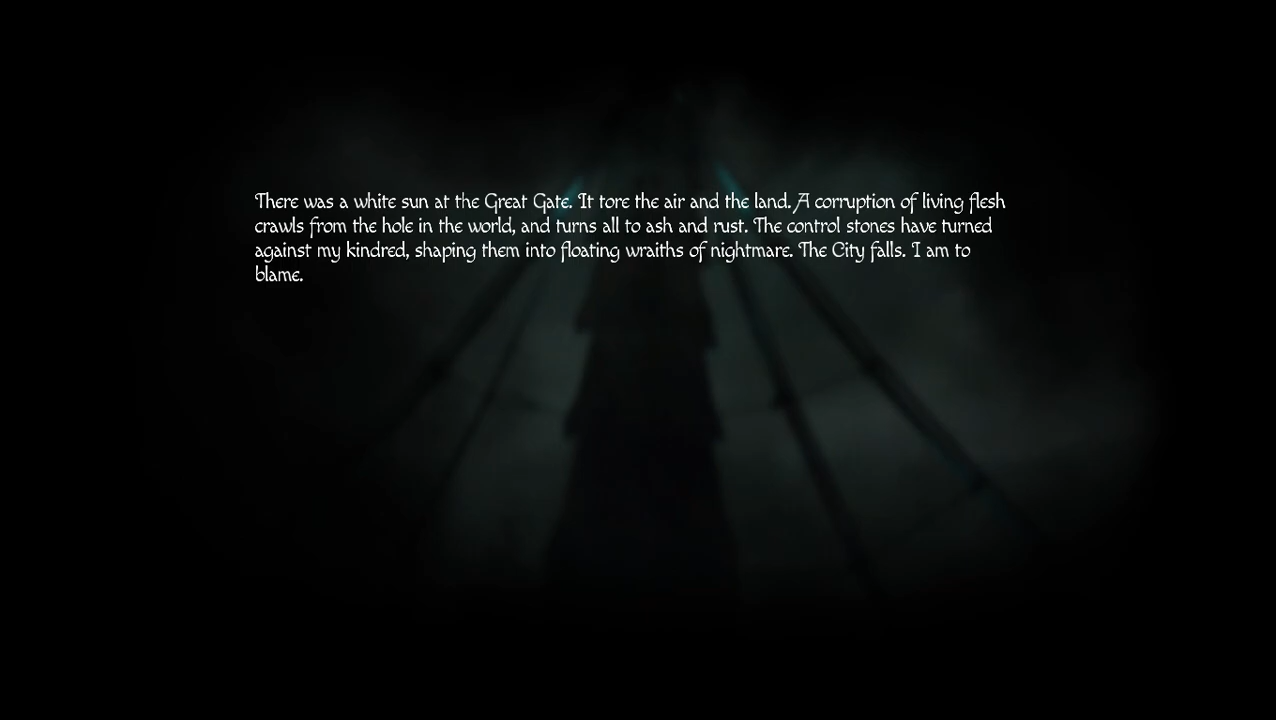 There was a white sun at the Great Gate. It tore the air and the land. A corruption of living flesh
crawls from the hole in the world, and turns all to ash and rust. The control stones have turned
against my kindred, shaping them into floating wraiths of nightmare. The City falls. I am to
blame.